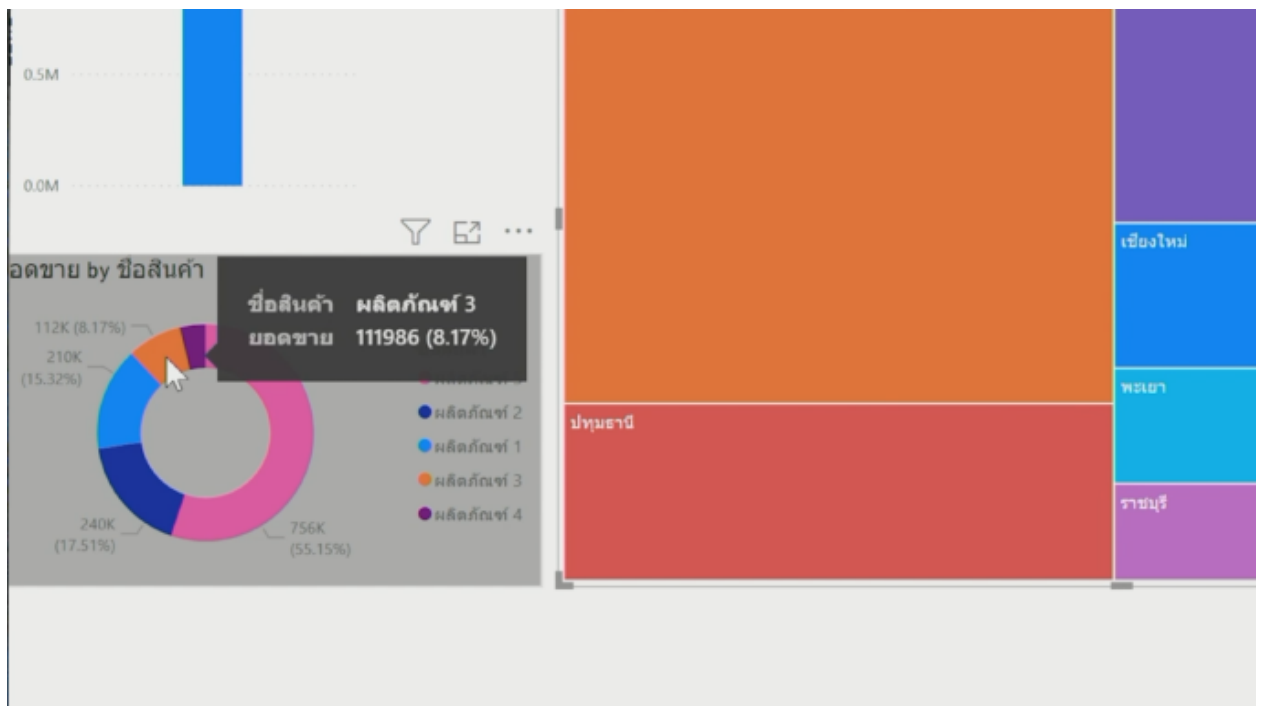 0.5M
0.0M
อดขาย by ชื่อสินค้า
ชื่อสินค้า ผลิตภัณฑ์ 3
ยอดขาย 111986 (8.17%)
112K (8.17%)
210K
(15.32%)
240K
(17.51%)
756K
(55.15%)
ผลิตภัณฑ์ 2
ผลิตภัณฑ์ 1
ผลิตภัณฑ์ 3
ผลิตภัณฑ์ 4
ปทุมธานี
เชียงใหม่
พะเยา
ราชบุรี